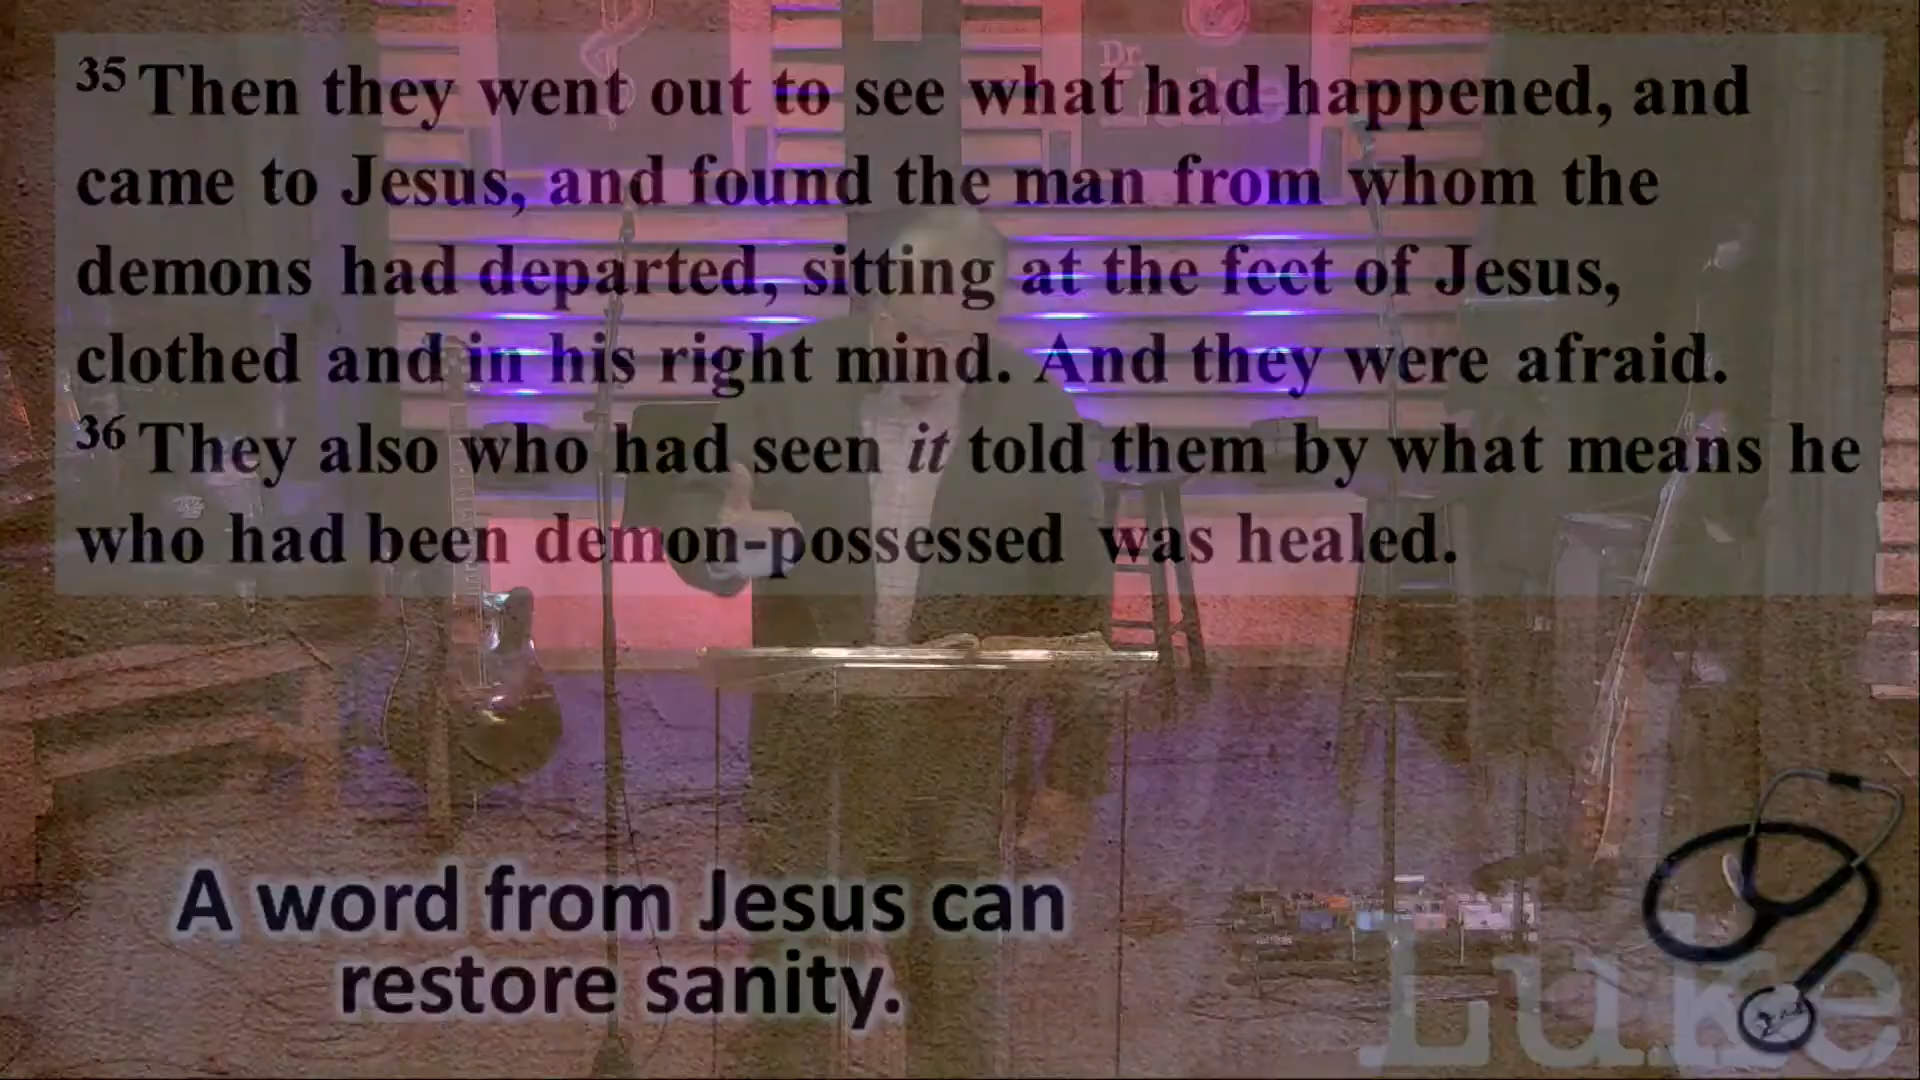 Dr.
Luke
35 Then they went out to see what had happened, and
came to Jesus, and found the man from whom the
demons had departed, sitting at the feet of Jesus,
clothed and in his right mind. And they were afraid.
36 They also who had seen it told them by what means he
who had been demon-possessed was healed.
A word from Jesus can
restore sanity.
Luke